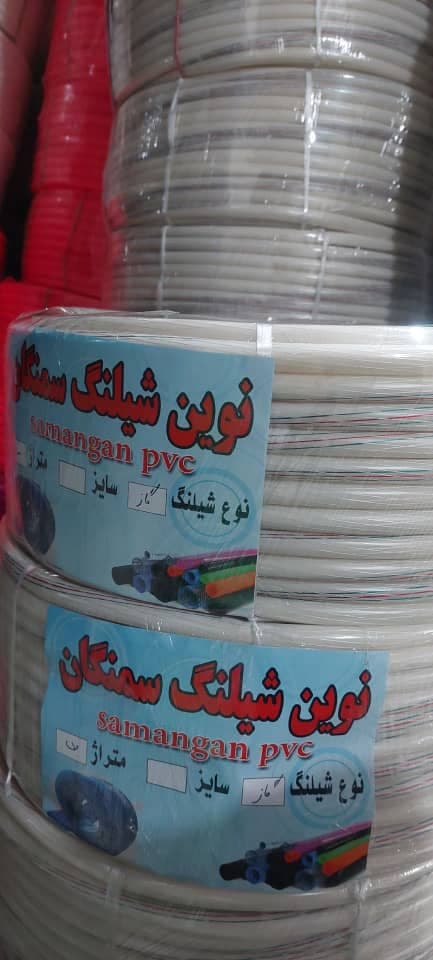 نوین شیلنگ سمنگان
samangan pvc
نوع شیلنگ گاز سایز متراژ
نوین شیلنگ سمنگان
samangan pvc
نوع شیلنگ گاز سایز متراژ